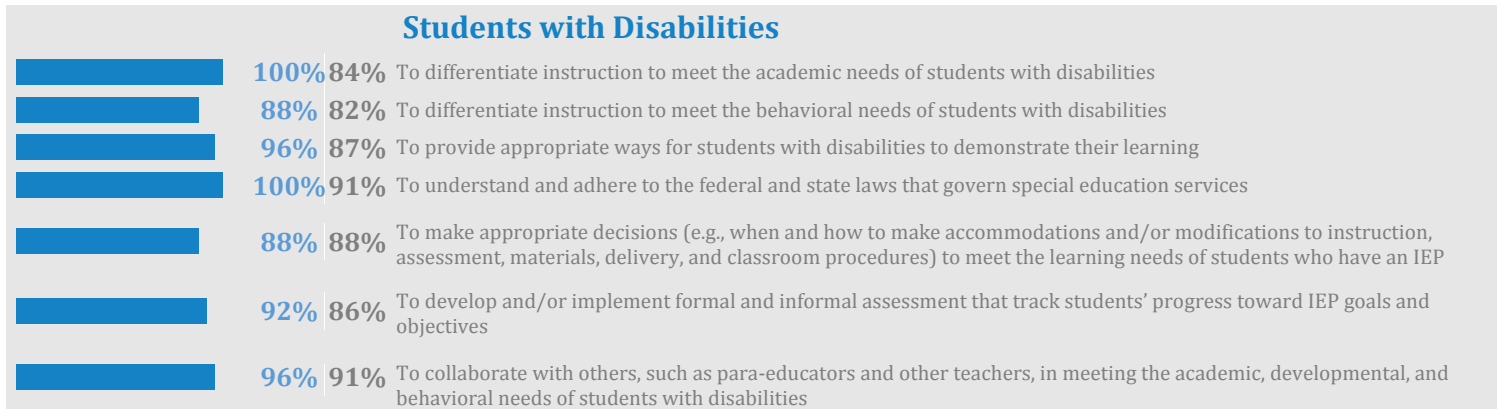 Students with Disabilities
100% 84% To differentiate instruction to meet the academic needs of students with disabilities
88% 82% To differentiate instruction to meet the behavioral needs of students with disabilities
96% 87% To provide appropriate ways for students with disabilities to demonstrate their learning
100% 91% To understand and adhere to the federal and state laws that govern special education services
88% 88% To make appropriate decisions (e.g., when and how to make accommodations and/or modifications to instruction,
assessment, materials, delivery, and classroom procedures) to meet the learning needs of students who have an IEP
92% 86% To develop and/or implement formal and informal assessment that track students’ progress toward IEP goals and
objectives
96% 91% To collaborate with others, such as para-educators and other teachers, in meeting the academic, developmental, and
behavioral needs of students with disabilities